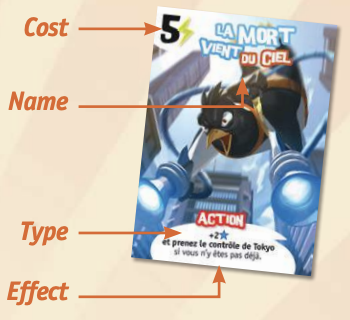 Cost
5
LA MÖRT
VIENT DU CIEL
Name
ACTION
Type
+2
et prenez le contrôle de Tokyo
si vous n'y êtes pas déjà.
Effect